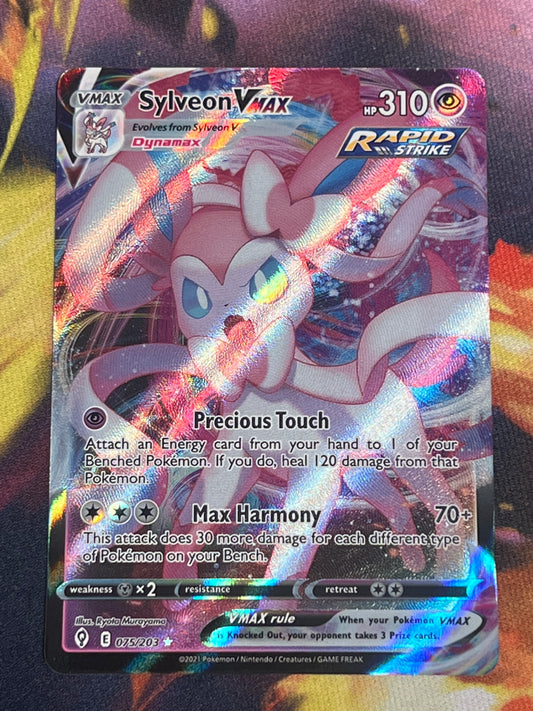 VMAX
Sylveon VMAX
HP 310
Evolves from Sylveon V
Dynamax
RAPID STRIKE
Precious Touch
Attach an Energy card from your hand to 1 of your
Benched Pokémon. If you do, heal 120 damage from that
Pokémon.
Max Harmony 70+
This attack does 30 more damage for each different type
of Pokémon on your Bench.
weakness ×2 resistance retreat
Illus. Ryota Murayama
VMAX rule When your Pokémon VMAX
is Knocked Out, your opponent takes 3 Prize cards.
E 075/203
©2021 Pokémon / Nintendo / Creatures / GAME FREAK